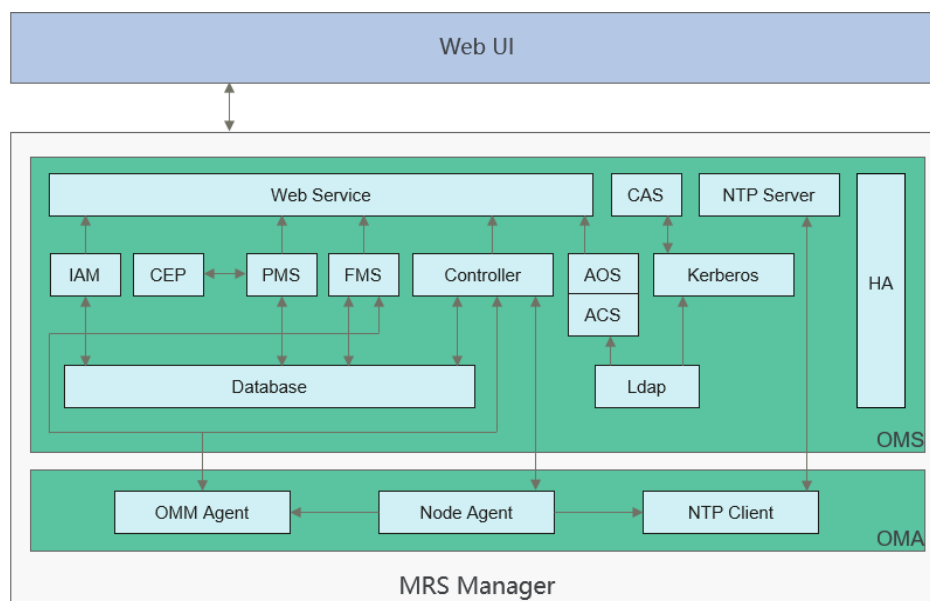 Web UI
Web Service
CAS
NTP Server
IAM
CEP
PMS
FMS
Controller
AOS
Kerberos
HA
ACS
Database
Ldap
OMS
OMM Agent
Node Agent
NTP Client
OMA
MRS Manager